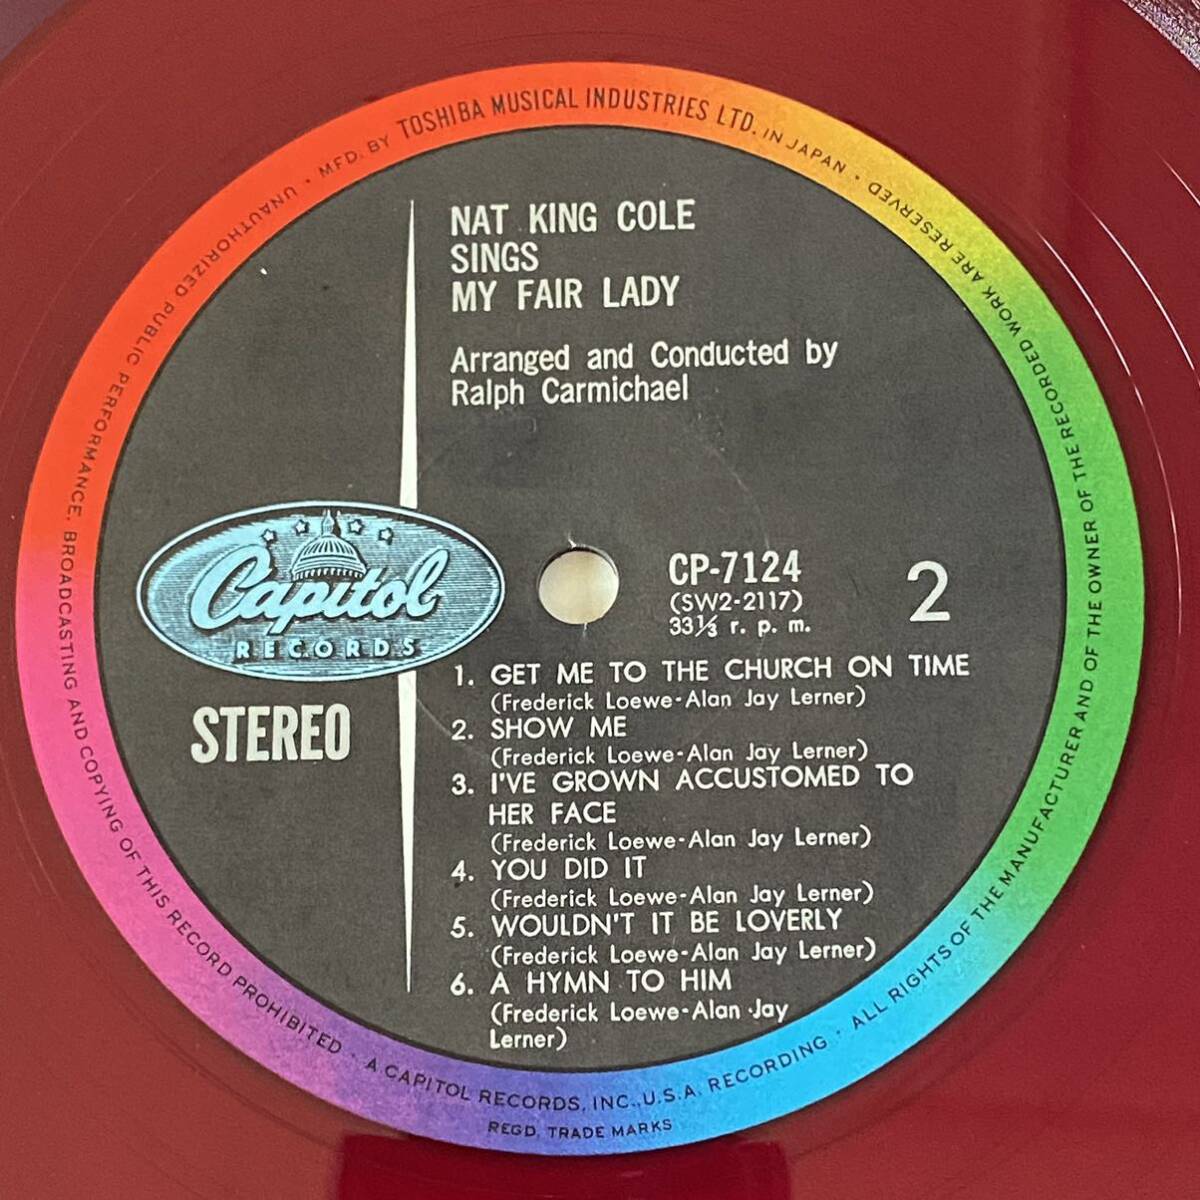 MFD. BY TOSHIBA MUSICAL INDUSTRIES LTD. IN JAPAN · ALL RIGHTS OF THE MANUFACTURER AND OF THE OWNER OF THE RECORDED WORK ARE RESERVED · UNAUTHORIZED PUBLIC PERFORMANCE, BROADCASTING AND COPYING OF THIS RECORD PROHIBITED · A CAPITOL RECORDS, INC., U.S.A. RECORDING ·
REGD. TRADE MARKS
NAT KING COLE
SINGS
MY FAIR LADY
Arranged and Conducted by
Ralph Carmichael
Capitol
RECORDS
STEREO
CP-7124
(SW2-2117)
33⅓ r. p. m.
2
1. GET ME TO THE CHURCH ON TIME
(Frederick Loewe-Alan Jay Lerner)
2. SHOW ME
(Frederick Loewe-Alan Jay Lerner)
3. I'VE GROWN ACCUSTOMED TO
HER FACE
(Frederick Loewe-Alan Jay Lerner)
4. YOU DID IT
(Frederick Loewe-Alan Jay Lerner)
5. WOULDN'T IT BE LOVERLY
(Frederick Loewe-Alan Jay Lerner)
6. A HYMN TO HIM
(Frederick Loewe-Alan Jay
Lerner)